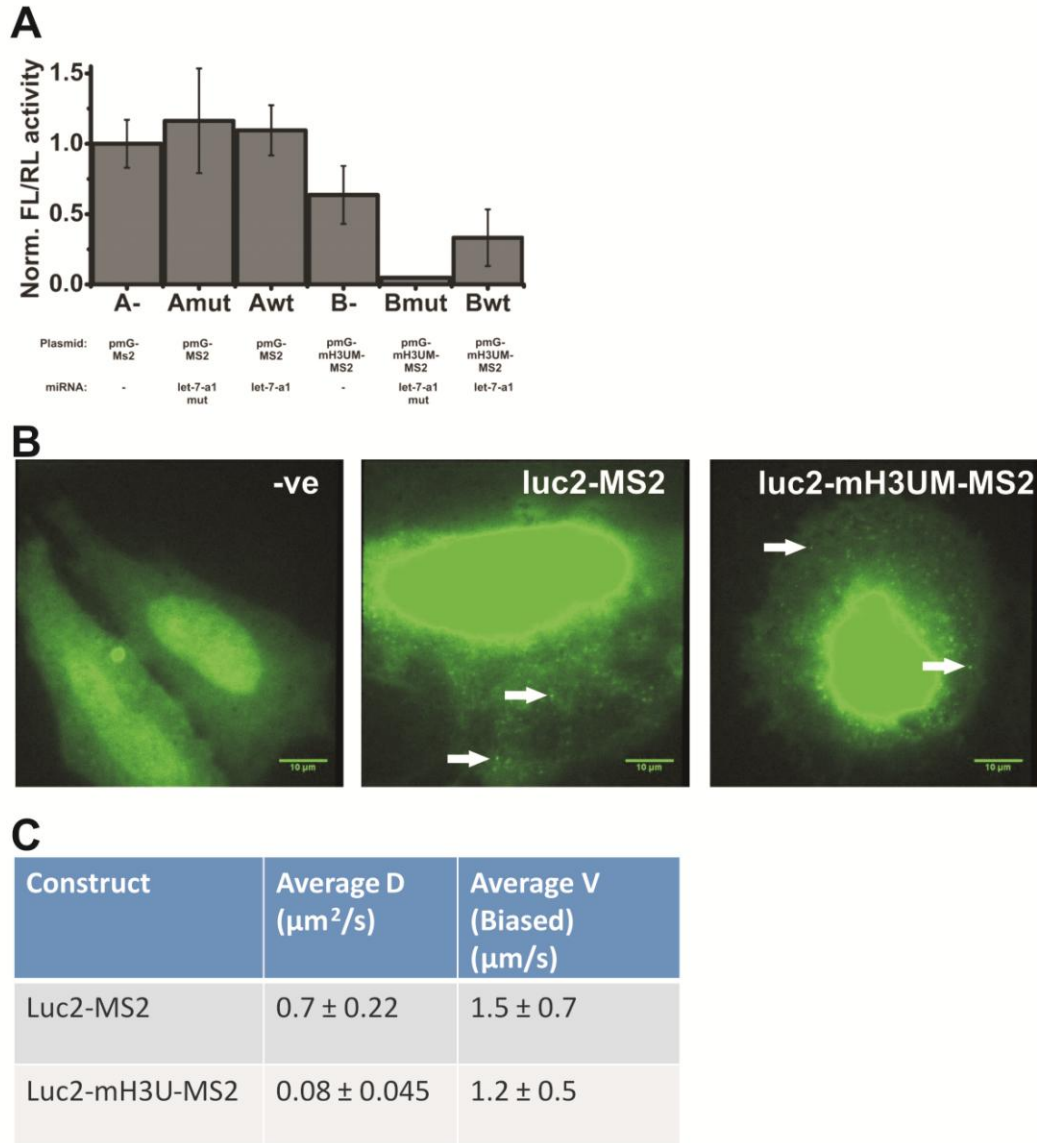 A
Norm. FL/RL activity
1.5
1.0
0.5
0.0
A- Amut Awt B- Bmut Bwt
Plasmid: pmG- pmG- pmG- pmG- pmG- pmG-
Ms2 MS2 MS2 mH3UM- mH3UM- mH3UM-
MS2 MS2 MS2
miRNA: - let-7-a1 let-7-a1 - let-7-a1 let-7-a1
mut mut
B
-ve luc2-MS2 luc2-mH3UM-MS2
10 µm 10 µm 10 µm
C
Construct Average D Average V
(µm²/s) (Biased)
(µm/s)
Luc2-MS2 0.7 ± 0.22 1.5 ± 0.7
Luc2-mH3U-MS2 0.08 ± 0.045 1.2 ± 0.5